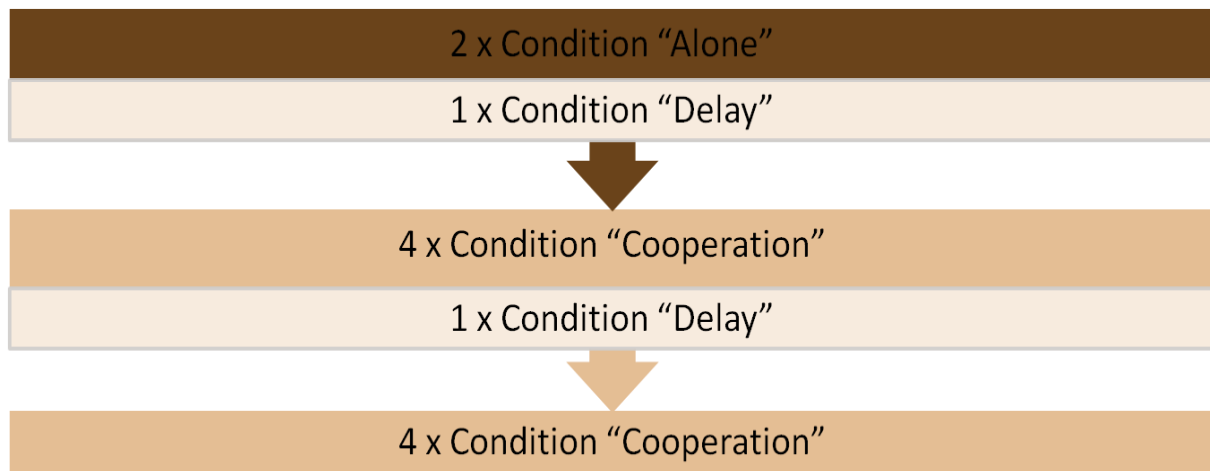 2 x Condition “Alone”
1 x Condition “Delay”
4 x Condition “Cooperation”
1 x Condition “Delay”
4 x Condition “Cooperation”